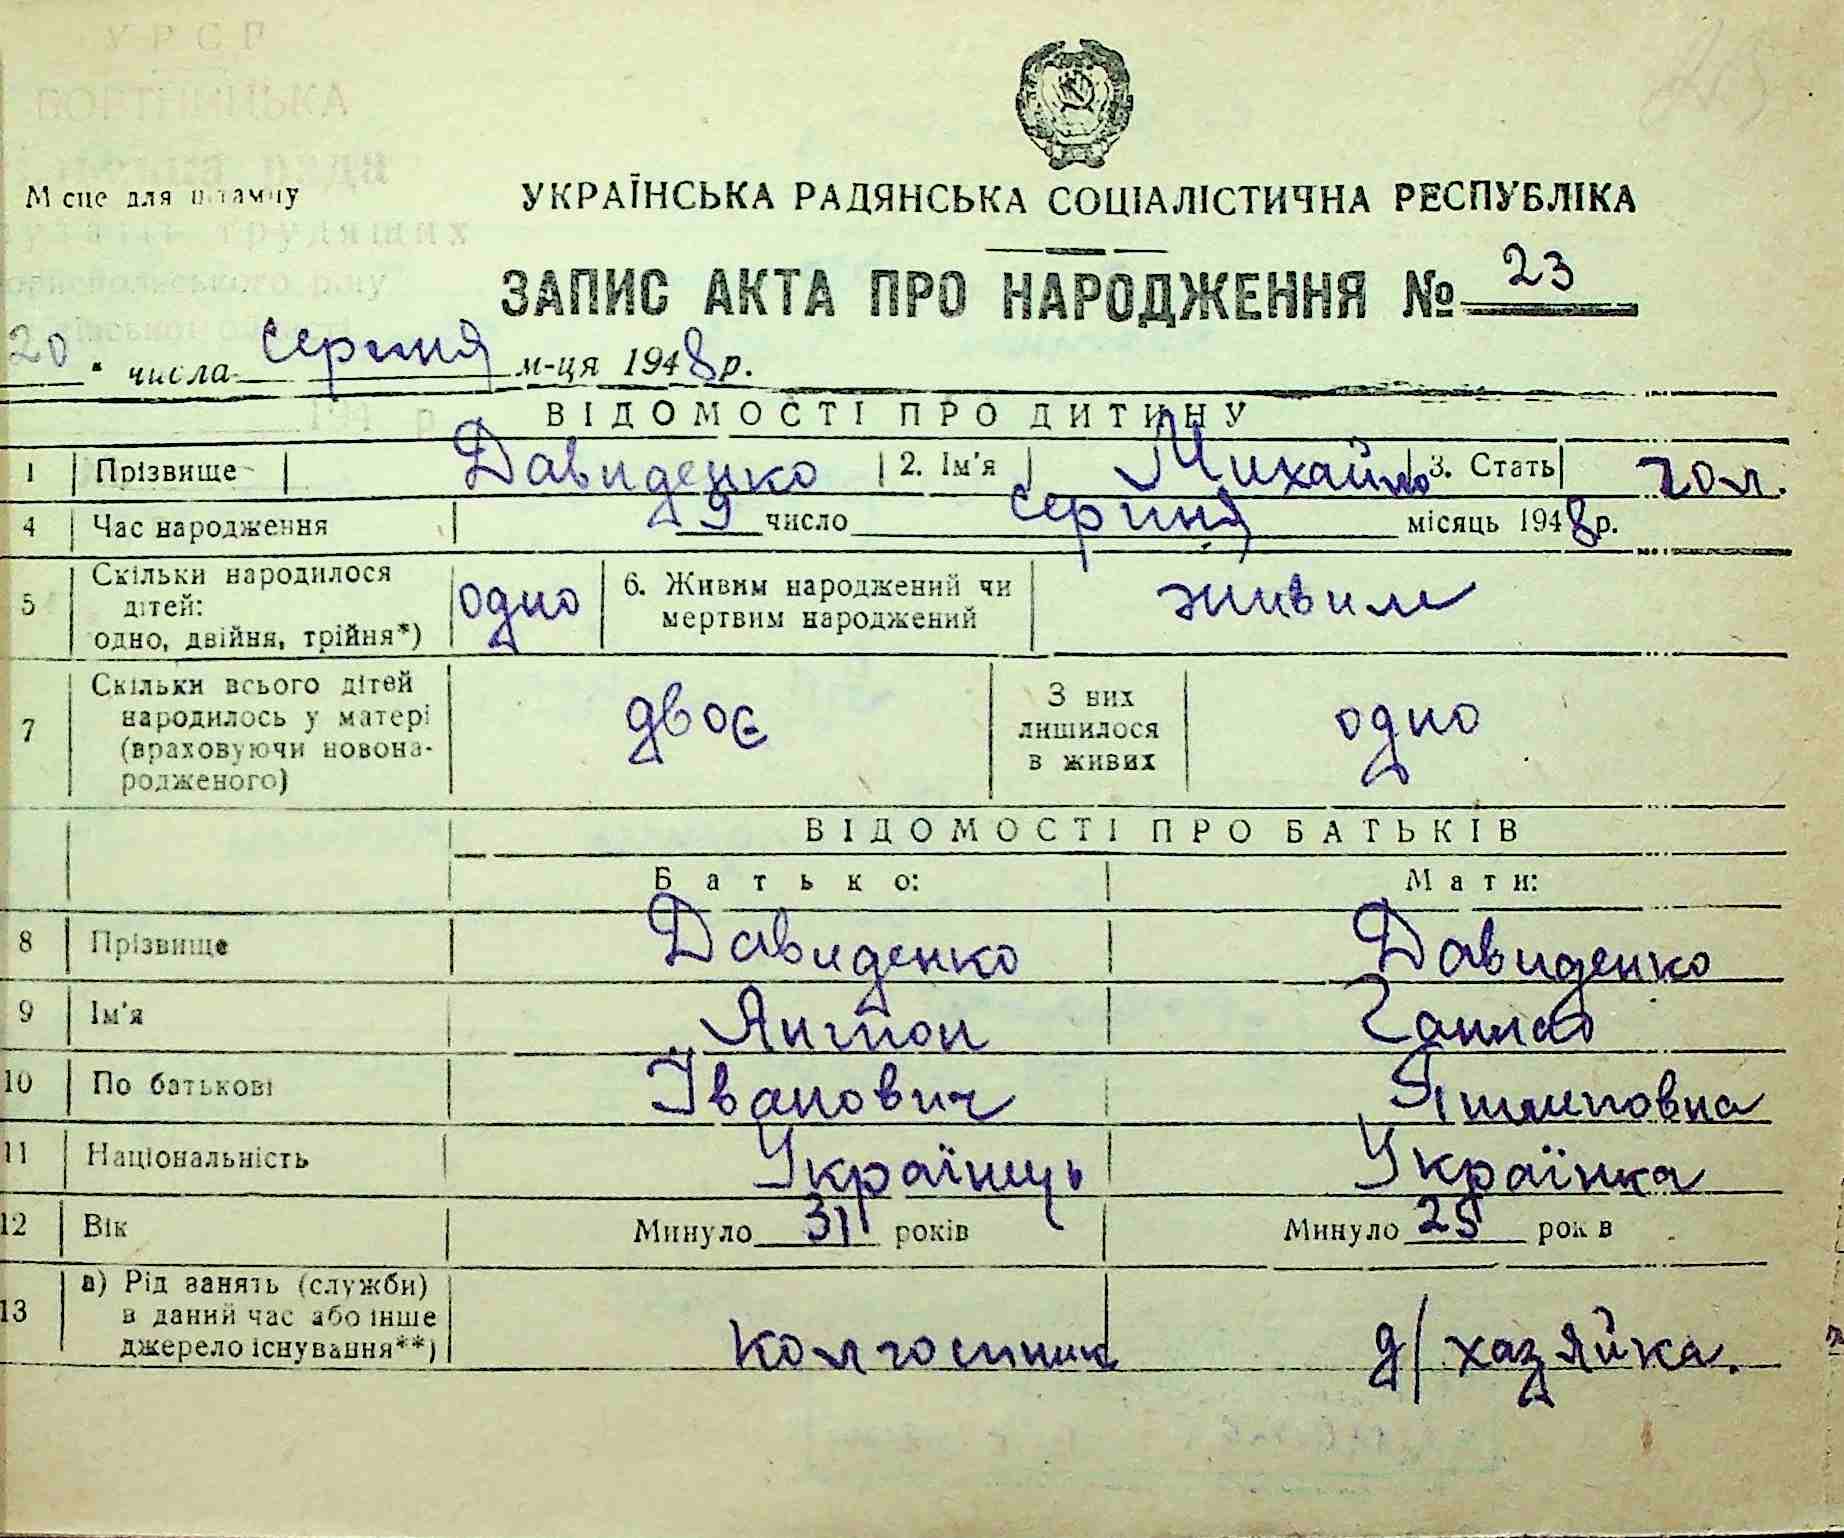 УРСР
БОРТНИЦЬКА
рада
Місце для штампу
УКРАЇНСЬКА РАДЯНСЬКА СОЦІАЛІСТИЧНА РЕСПУБЛІКА
трудящих
ЗАПИС АКТА ПРО НАРОДЖЕННЯ № 23
20 " числа серпня м-ця 1948 р.
194 р
ВІДОМОСТІ ПРО ДИТИНУ
1 Прізвище Давиденко 2. Ім'я Михайло 3. Стать чол.
4 Час народження 9 число серпня місяць 1948 р.
5 Скільки народилося дітей: одно, двійня, трійня*) одно 6. Живим народжений чи мертвим народжений живим
7 Скільки всього дітей народилось у матері (враховуючи новонародженого) двоє З них лишилося в живих одно
ВІДОМОСТІ ПРО БАТЬКІВ
Батько: Мати:
8 Прізвище Давиденко Давиденко
9 Ім'я Антон Ганна
10 По батькові Іванович
11 Національність Українець Українка
12 Вік Минуло 31 років Минуло 25 років
13 а) Рід занять (служби) в даний час або інше джерело існування**) колгоспник д/хазяйка.